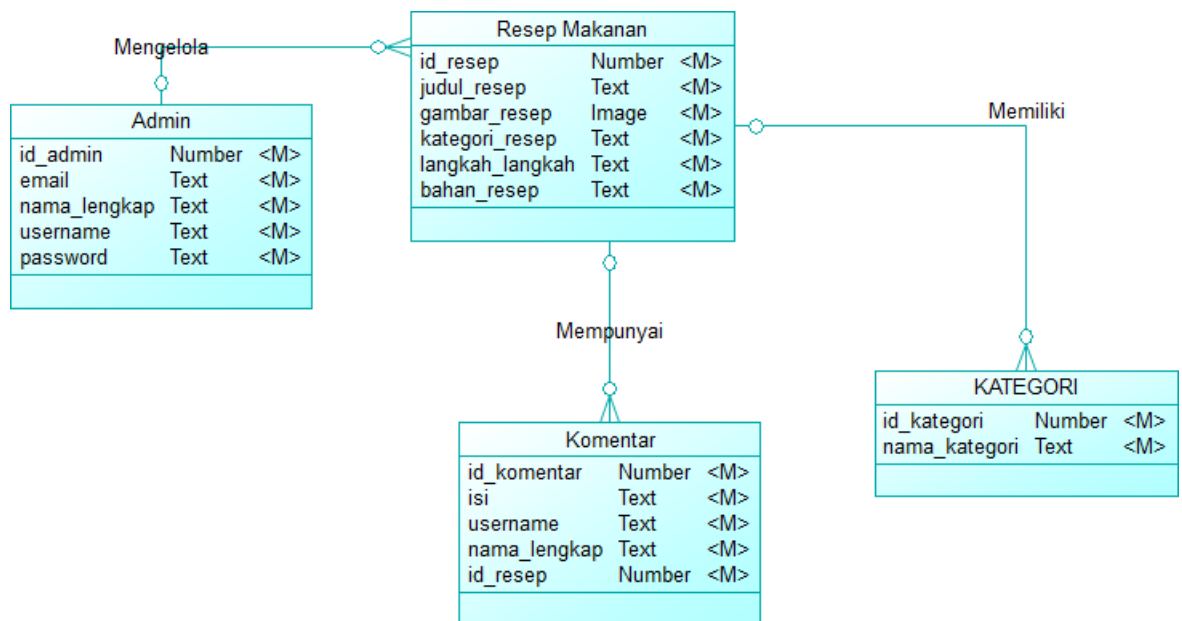 Mengelola
Resep Makanan
id_resep Number <M>
judul_resep Text <M>
gambar_resep Image <M>
kategori_resep Text <M>
langkah_langkah Text <M>
bahan_resep Text <M>
Memiliki
Admin
id_admin Number <M>
email Text <M>
nama_lengkap Text <M>
username Text <M>
password Text <M>
Mempunyai
KATEGORI
id_kategori Number <M>
nama_kategori Text <M>
Komentar
id_komentar Number <M>
isi Text <M>
username Text <M>
nama_lengkap Text <M>
id_resep Number <M>